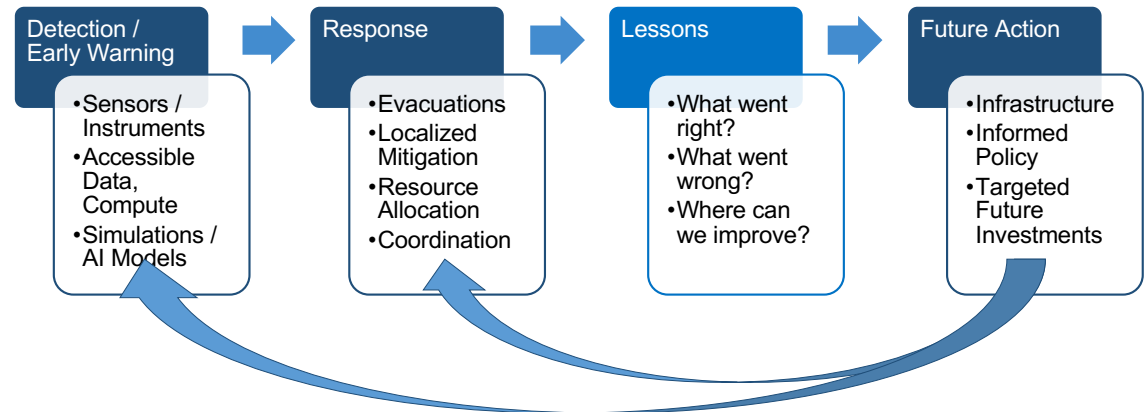 Detection /
Early Warning
•Sensors /
Instruments
•Accessible
Data,
Compute
•Simulations /
AI Models
Response
•Evacuations
•Localized
Mitigation
•Resource
Allocation
•Coordination
Lessons
•What went
right?
•What went
wrong?
•Where can
we improve?
Future Action
•Infrastructure
•Informed
Policy
•Targeted
Future
Investments